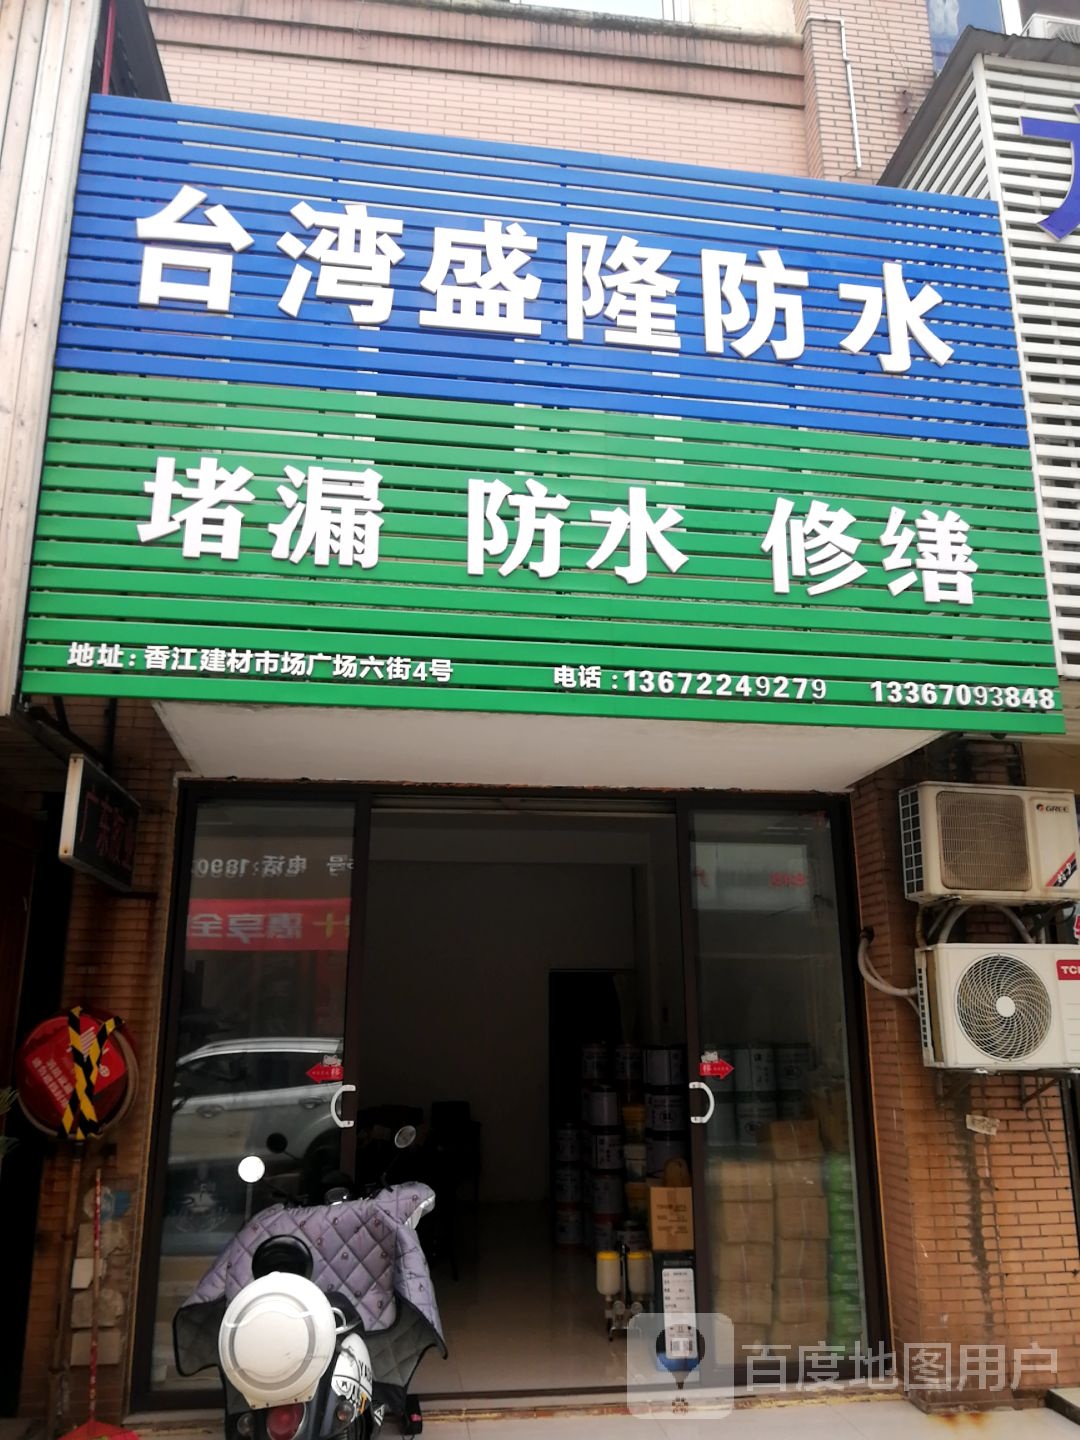 台湾盛隆防水
堵漏 防水 修缮
地址:香江建材市场广场六街4号 电话:13672249279 13367093848
GREE
TCL
百度地图用户